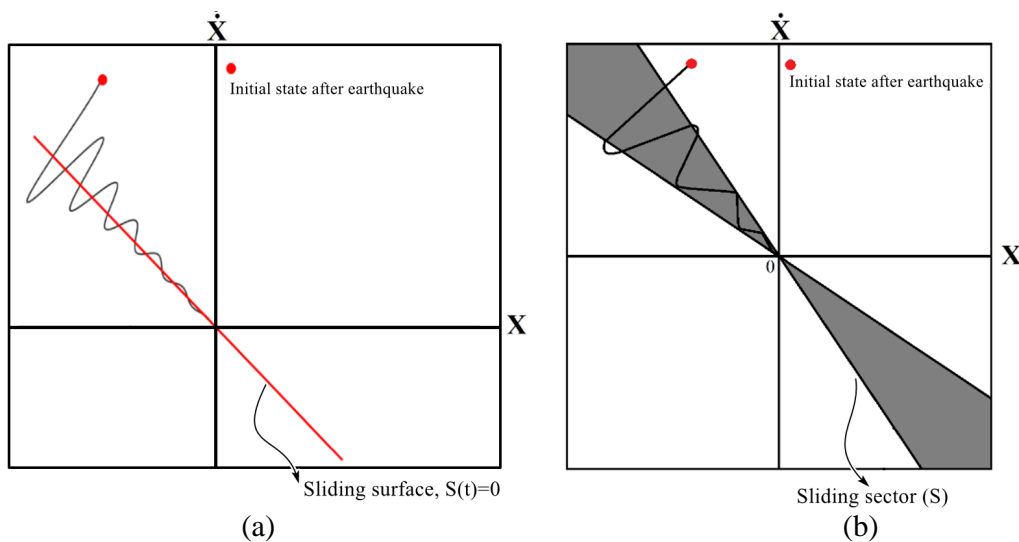 Ẋ
Initial state after earthquake
X
Sliding surface, S(t)=0
(a)
Ẋ
Initial state after earthquake
X
0
Sliding sector (S)
(b)